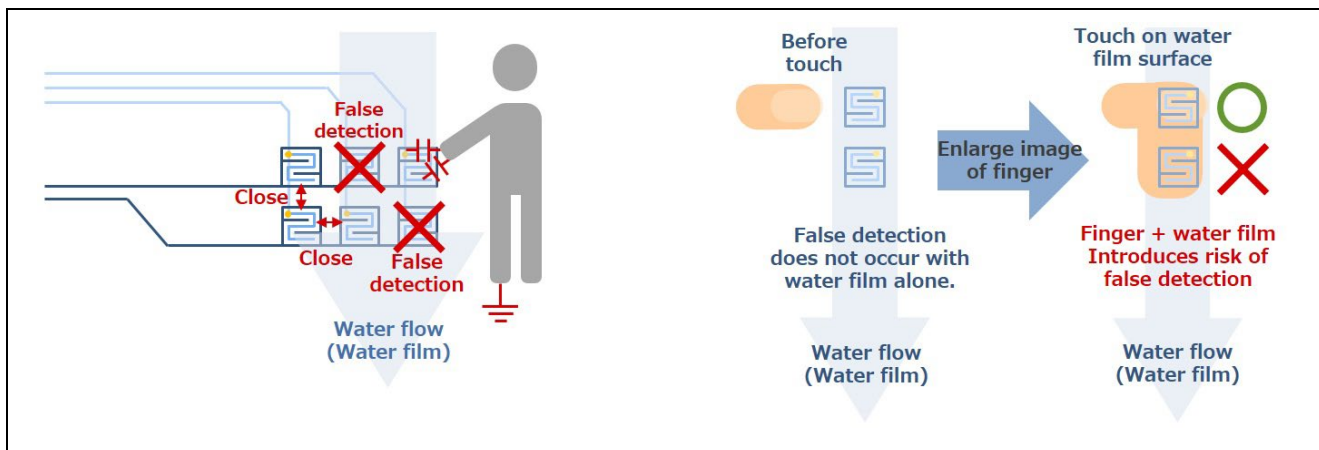 False
detection
Close
Close
False
detection
Water flow
(Water film)
Before
touch
False detection
does not occur with
water film alone.
Water flow
(Water film)
Enlarge image
of finger
Touch on water
film surface
Finger + water film
Introduces risk of
false detection
Water flow
(Water film)